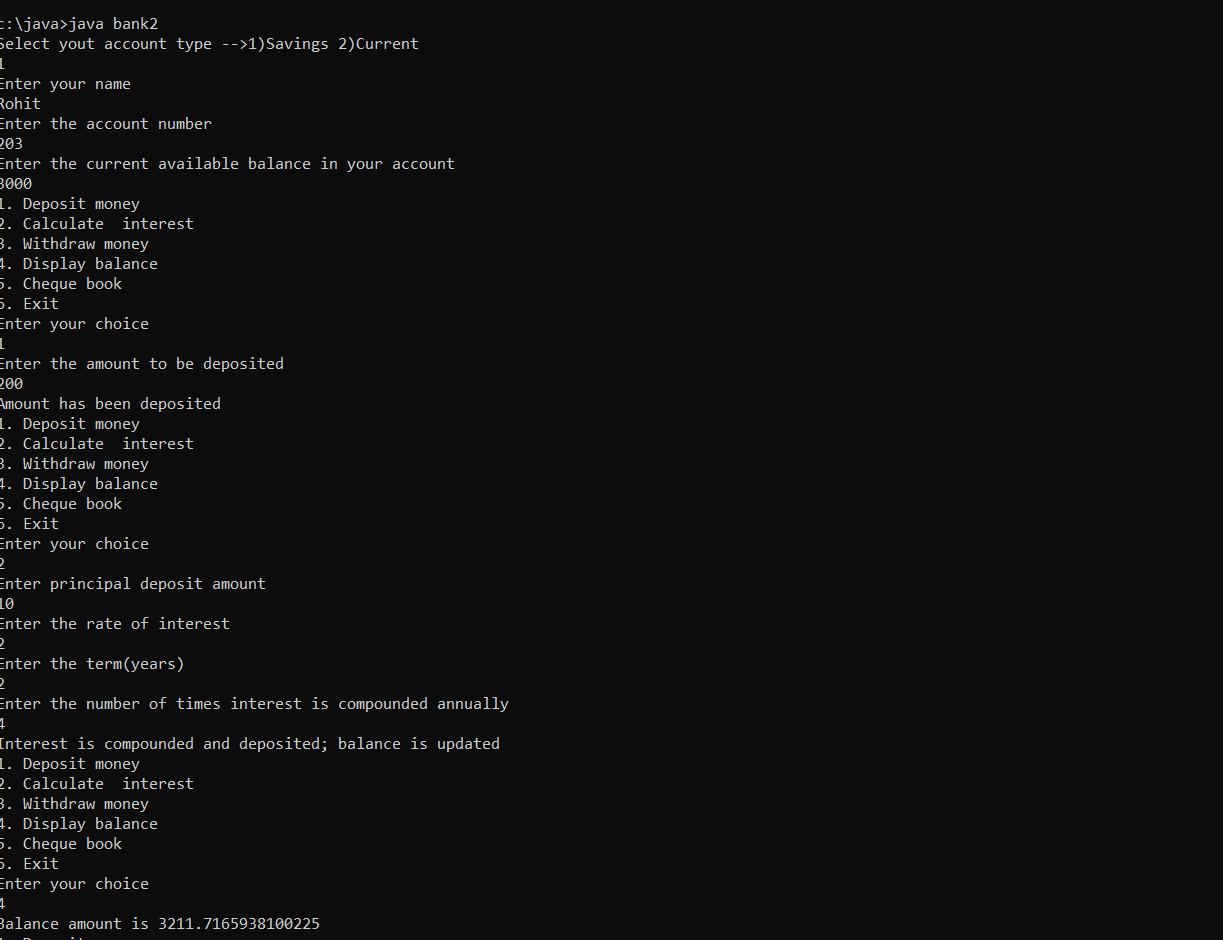 c:\java>java bank2
Select yout account type -->1)Savings 2)Current
1
Enter your name
Rohit
Enter the account number
203
Enter the current available balance in your account
3000
1. Deposit money
2. Calculate  interest
3. Withdraw money
4. Display balance
5. Cheque book
6. Exit
Enter your choice
1
Enter the amount to be deposited
200
Amount has been deposited
1. Deposit money
2. Calculate  interest
3. Withdraw money
4. Display balance
5. Cheque book
6. Exit
Enter your choice
2
Enter principal deposit amount
10
Enter the rate of interest
2
Enter the term(years)
2
Enter the number of times interest is compounded annually
4
Interest is compounded and deposited; balance is updated
1. Deposit money
2. Calculate  interest
3. Withdraw money
4. Display balance
5. Cheque book
6. Exit
Enter your choice
4
Balance amount is 3211.7165938100225